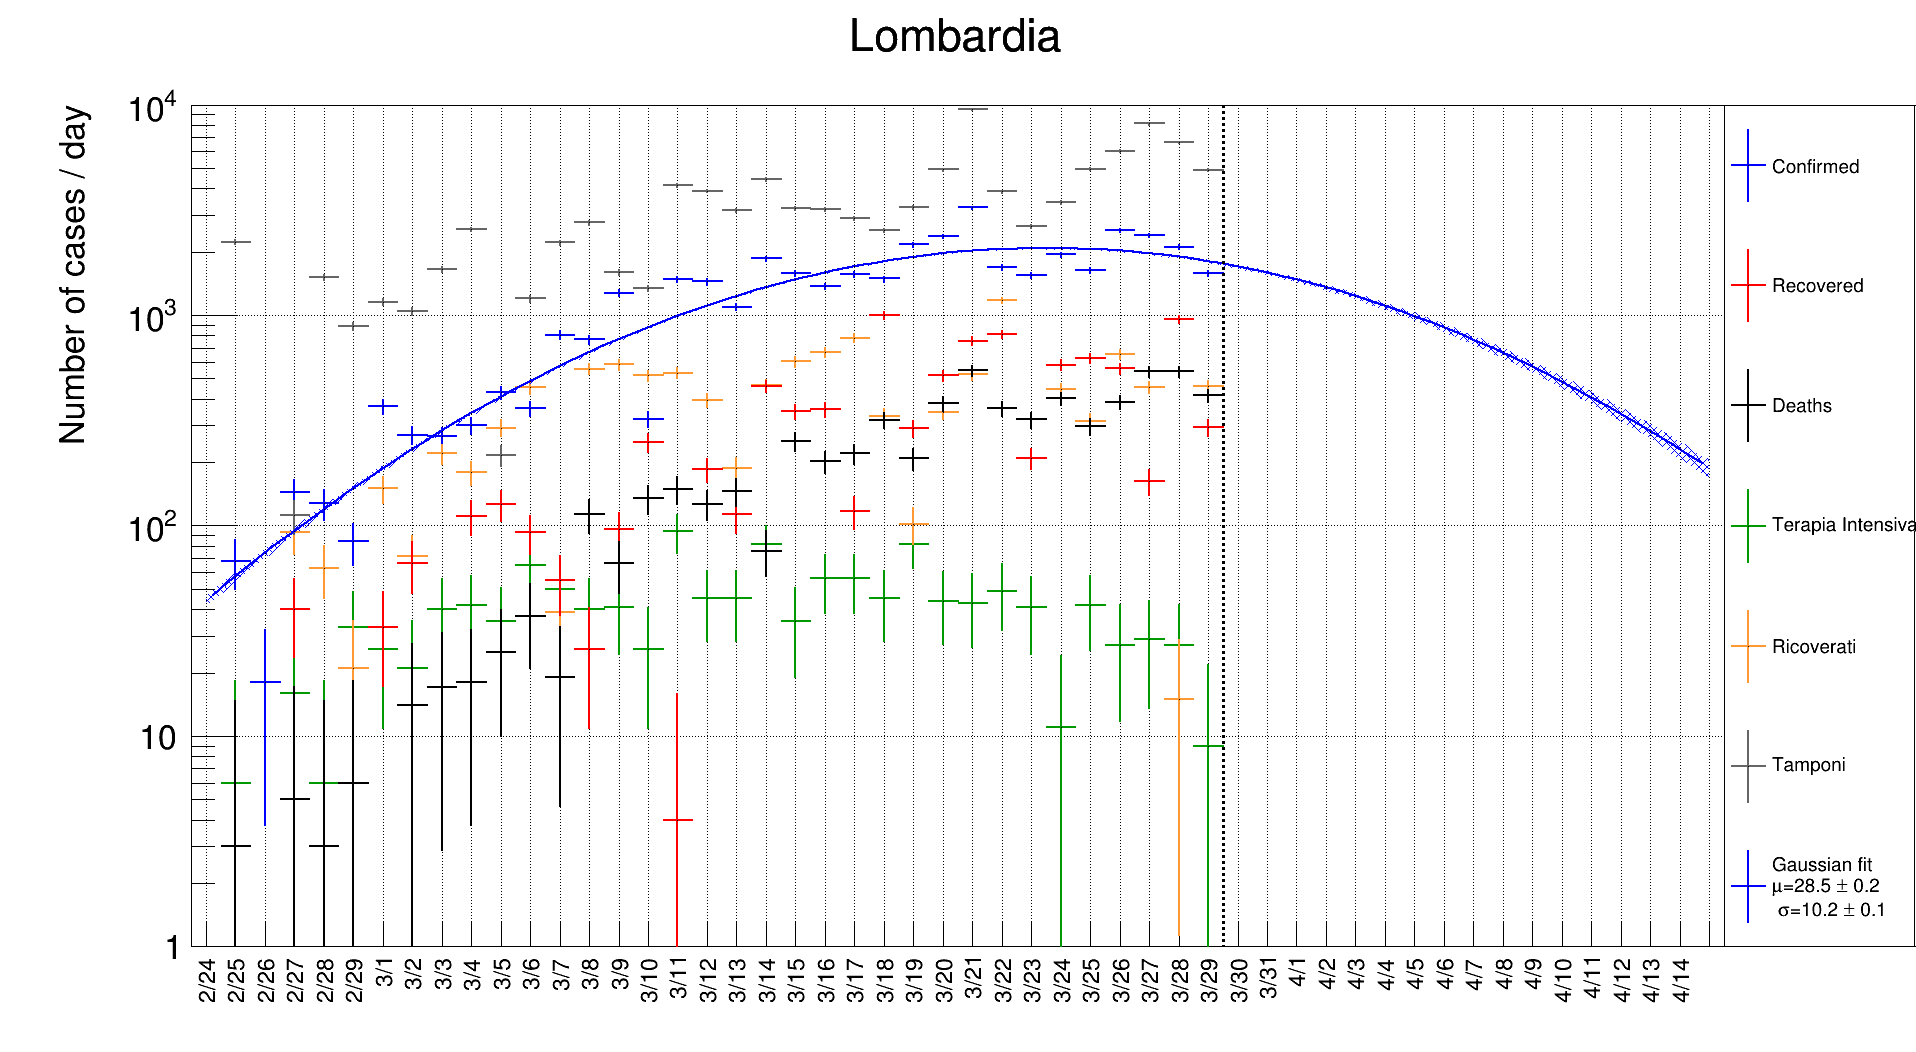 Lombardia
Number of cases / day
10^4
10^3
10^2
10
1
2/24 2/25 2/26 2/27 2/28 2/29 3/1 3/2 3/3 3/4 3/5 3/6 3/7 3/8 3/9 3/10 3/11 3/12 3/13 3/14 3/15 3/16 3/17 3/18 3/19 3/20 3/21 3/22 3/23 3/24 3/25 3/26 3/27 3/28 3/29 3/30 3/31 4/1 4/2 4/3 4/4 4/5 4/6 4/7 4/8 4/9 4/10 4/11 4/12 4/13 4/14
Confirmed
Recovered
Deaths
Terapia Intensiva
Ricoverati
Tamponi
Gaussian fit
μ=28.5 ± 0.2
σ=10.2 ± 0.1